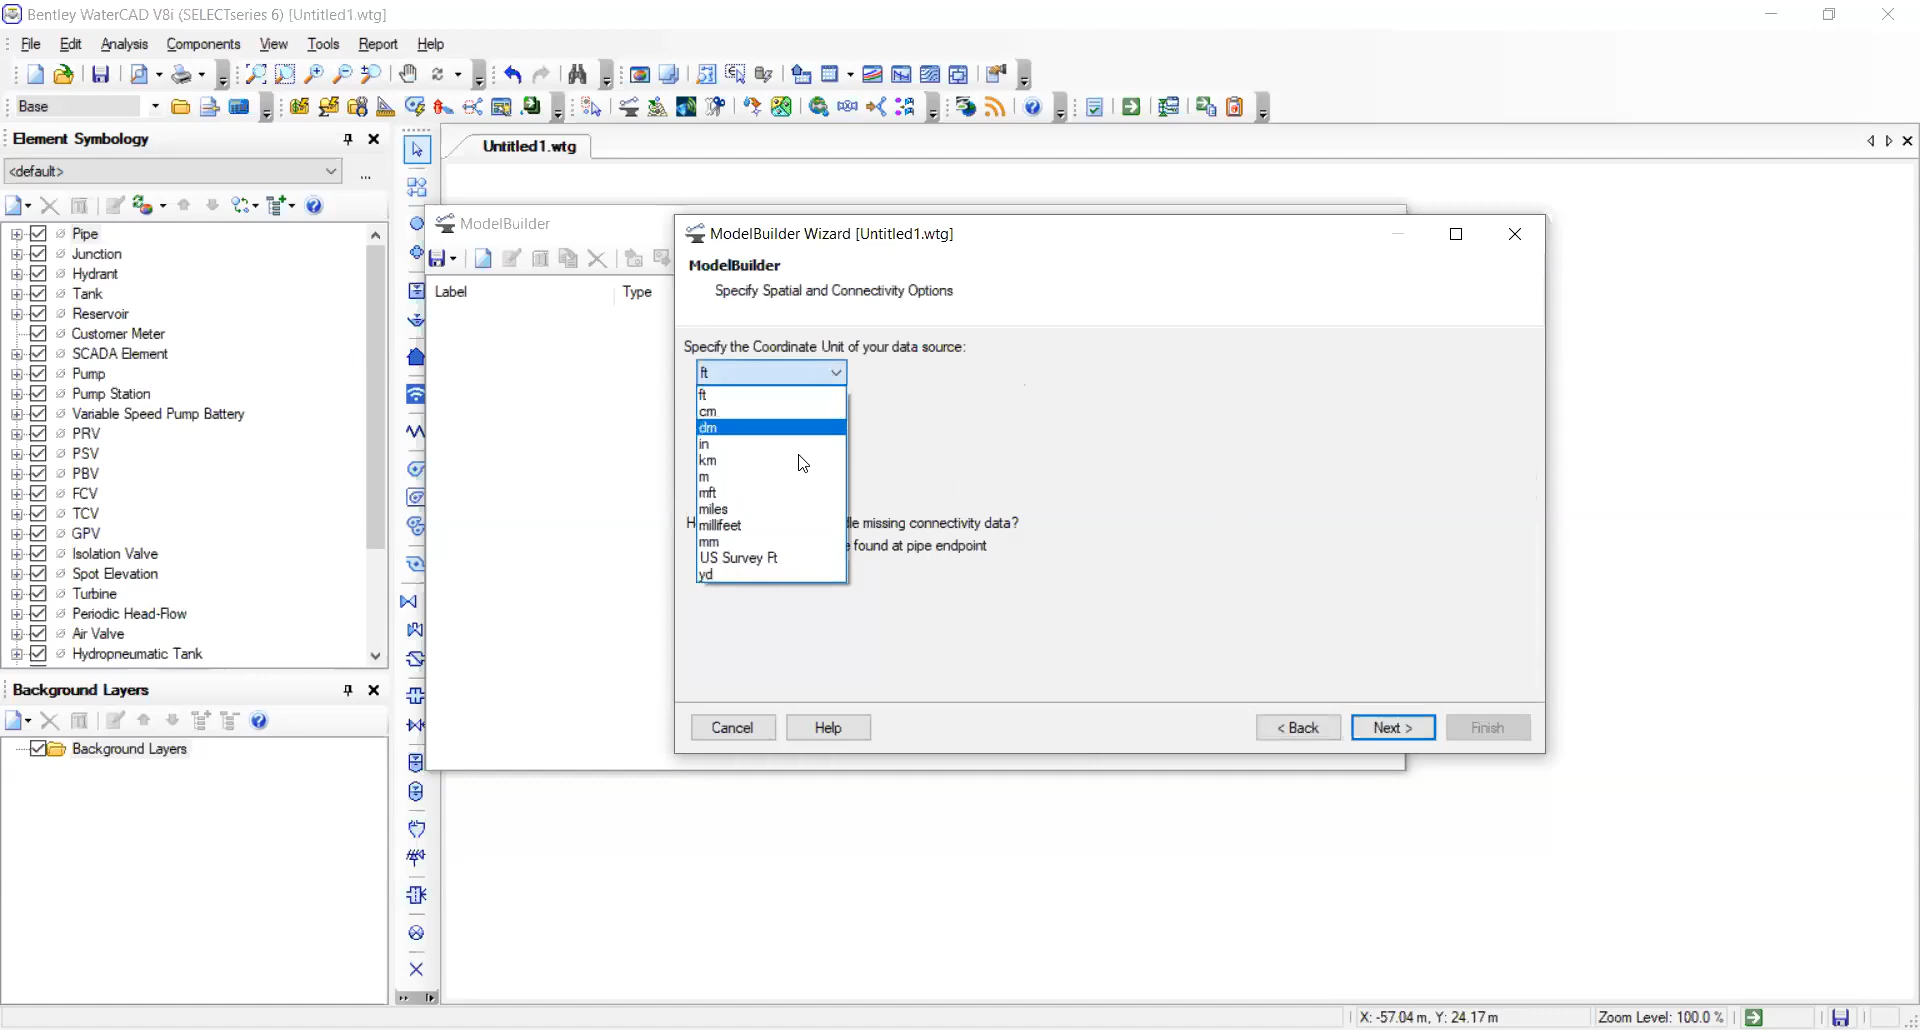 Bentley WaterCAD V8i (SELECTseries 6) [Untitled1.wtg]
File Edit Analysis Components View Tools Report Help
Base
Element Symbology
<default>
...
Pipe
Junction
Hydrant
Tank
Reservoir
Customer Meter
SCADA Element
Pump
Pump Station
Variable Speed Pump Battery
PRV
PSV
PBV
FCV
TCV
GPV
Isolation Valve
Spot Elevation
Turbine
Periodic Head-Flow
Air Valve
Hydropneumatic Tank
Background Layers
Background Layers
Untitled1.wtg
ModelBuilder
Label Type
ModelBuilder Wizard [Untitled1.wtg]
ModelBuilder
Specify Spatial and Connectivity Options
Specify the Coordinate Unit of your data source:
ft
ft
cm
dm
in
km
m
mft
miles
millifeet
mm
US Survey Ft
yd
missing connectivity data?
found at pipe endpoint
Cancel Help < Back Next > Finish
X: -57.04 m, Y: 24.17 m Zoom Level: 100.0 %